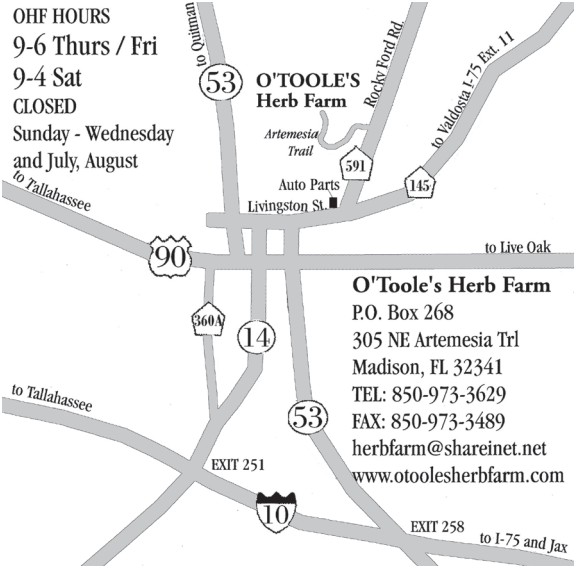 OHF HOURS
9-6 Thurs / Fri
9-4 Sat
CLOSED
Sunday - Wednesday
and July, August
to Quitman
53
O'TOOLE'S
Herb Farm
Rocky Ford Rd.
Artemesia
Trail
to Valdosta I-75 Ext. 11
591
145
Auto Parts
Livingston St.
to Tallahassee
90
to Live Oak
360A
14
53
O'Toole's Herb Farm
P.O. Box 268
305 NE Artemesia Trl
Madison, FL 32341
TEL: 850-973-3629
FAX: 850-973-3489
herbfarm@shareinet.net
www.otoolesherbfarm.com
to Tallahassee
EXIT 251
10
EXIT 258
to I-75 and Jax